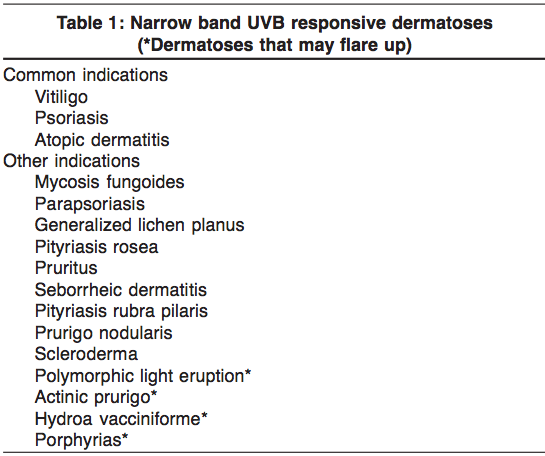 Table 1: Narrow band UVB responsive dermatoses
(*Dermatoses that may flare up)
Common indications
Vitiligo
Psoriasis
Atopic dermatitis
Other indications
Mycosis fungoides
Parapsoriasis
Generalized lichen planus
Pityriasis rosea
Pruritus
Seborrheic dermatitis
Pityriasis rubra pilaris
Prurigo nodularis
Scleroderma
Polymorphic light eruption*
Actinic prurigo*
Hydroa vacciniforme*
Porphyrias*